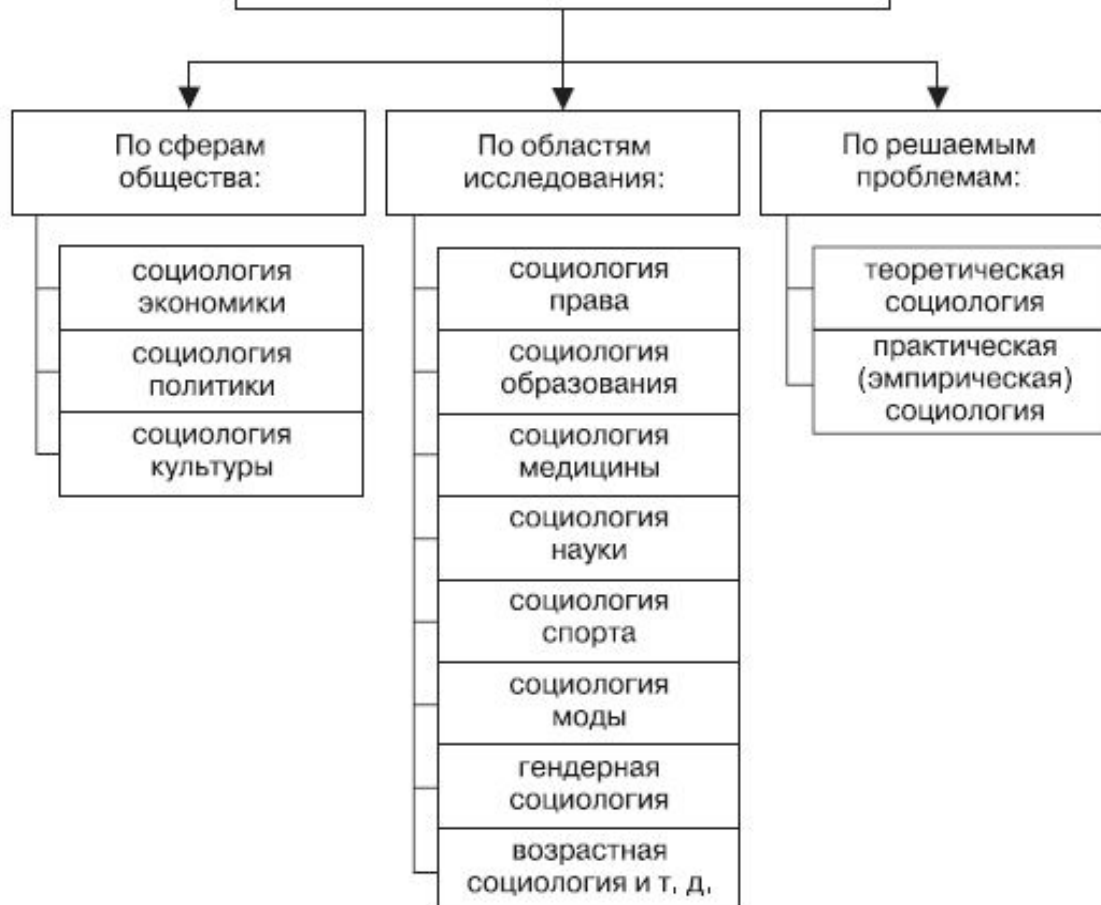 По сферам
общества:
социология
экономики
социология
политики
социология
культуры
По областям
исследования:
социология
права
социология
образования
социология
медицины
социология
науки
социология
спорта
социология
моды
гендерная
социология
возрастная
социология и т. д.
По решаемым
проблемам:
теоретическая
социология
практическая
(эмпирическая)
социология